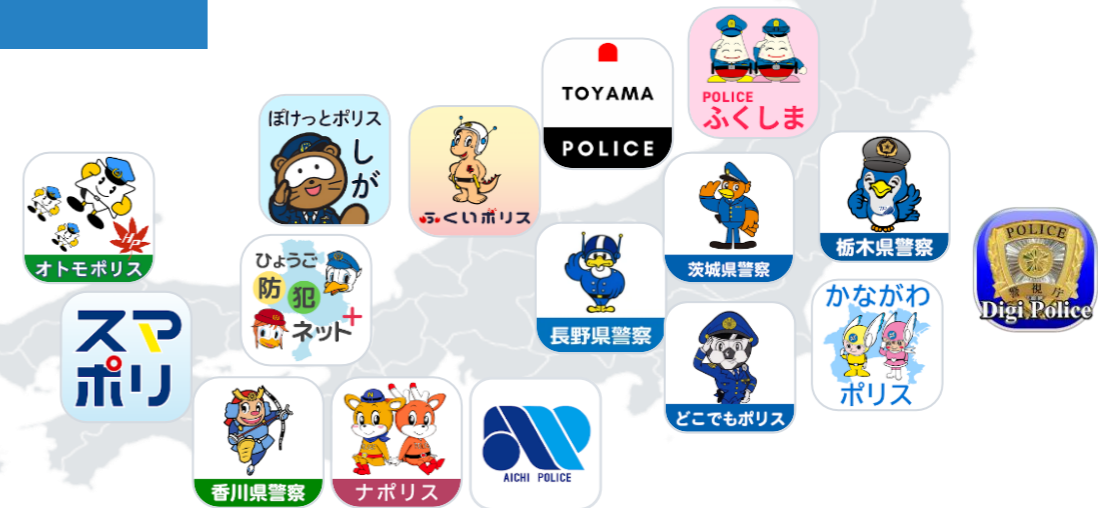 TOYAMA
POLICE
POLICE
ふくしま
ぽけっとポリス
しが
ふくいポリス
オトモポリス
HP
ひょうご
防犯
ネット+
長野県警察
茨城県警察
栃木県警察
POLICE
警視庁
Digi Police
スマ
ポリ
かながわ
ポリス
どこでもポリス
香川県警察
ナポリス
AICHI POLICE